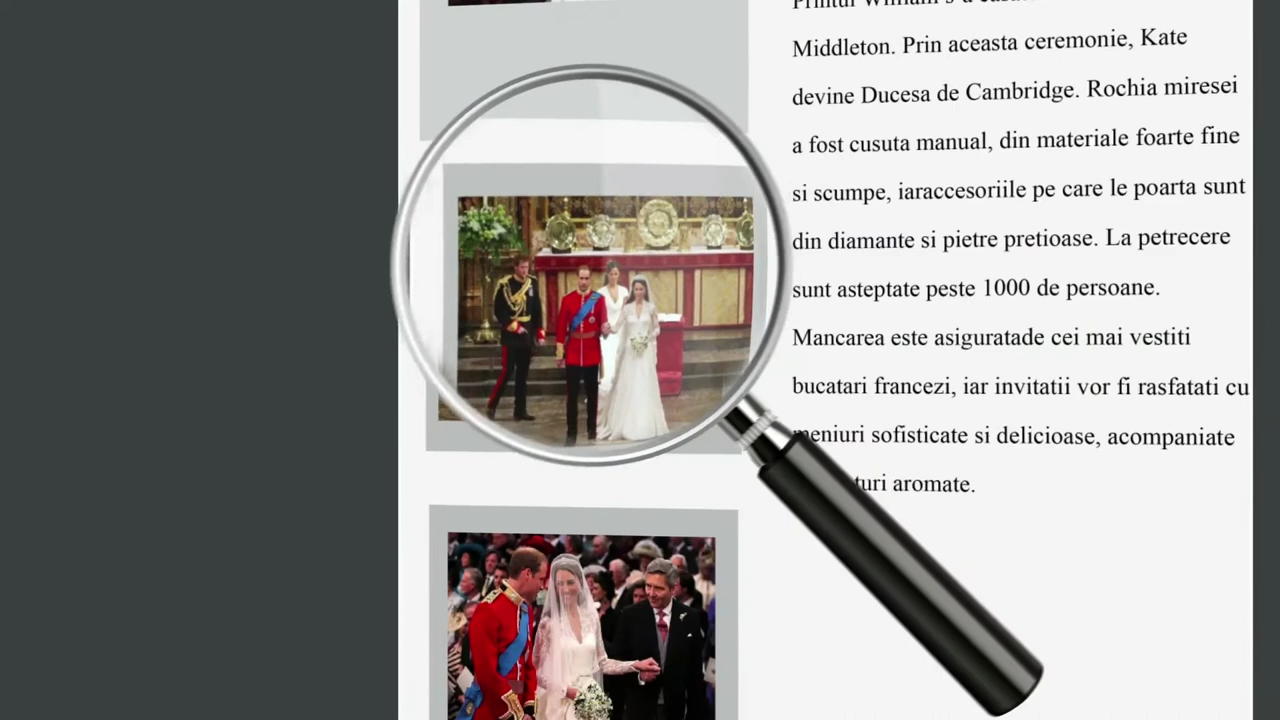 Middleton. Prin aceasta ceremonie, Kate
devine Ducesa de Cambridge. Rochia miresei
a fost cusuta manual, din materiale foarte fine
si scumpe, iaraccesoriile pe care le poarta sunt
din diamante si pietre pretioase. La petrecere
sunt asteptate peste 1000 de persoane.
Mancarea este asiguratade cei mai vestiti
bucatari francezi, iar invitatii vor fi rasfatati cu
meniuri sofisticate si delicioase, acompaniate
aromate.